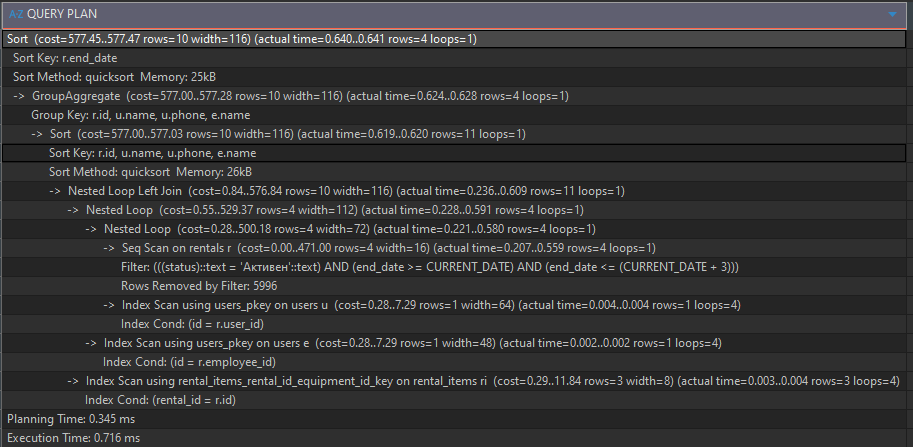 A-Z QUERY PLAN
Sort (cost=577.45..577.47 rows=10 width=116) (actual time=0.640..0.641 rows=4 loops=1)
Sort Key: r.end_date
Sort Method: quicksort Memory: 25kB
-> GroupAggregate (cost=577.00..577.28 rows=10 width=116) (actual time=0.624..0.628 rows=4 loops=1)
Group Key: r.id, u.name, u.phone, e.name
-> Sort (cost=577.00..577.03 rows=10 width=116) (actual time=0.619..0.620 rows=11 loops=1)
Sort Key: r.id, u.name, u.phone, e.name
Sort Method: quicksort Memory: 26kB
-> Nested Loop Left Join (cost=0.84..576.84 rows=10 width=116) (actual time=0.236..0.609 rows=11 loops=1)
-> Nested Loop (cost=0.55..529.37 rows=4 width=112) (actual time=0.228..0.591 rows=4 loops=1)
-> Nested Loop (cost=0.28..500.18 rows=4 width=72) (actual time=0.221..0.580 rows=4 loops=1)
-> Seq Scan on rentals r (cost=0.00..471.00 rows=4 width=16) (actual time=0.207..0.559 rows=4 loops=1)
Filter: (((status)::text = 'Активен'::text) AND (end_date >= CURRENT_DATE) AND (end_date <= (CURRENT_DATE + 3)))
Rows Removed by Filter: 5996
-> Index Scan using users_pkey on users u (cost=0.28..7.29 rows=1 width=64) (actual time=0.004..0.004 rows=1 loops=4)
Index Cond: (id = r.user_id)
-> Index Scan using users_pkey on users e (cost=0.28..7.29 rows=1 width=48) (actual time=0.002..0.002 rows=1 loops=4)
Index Cond: (id = r.employee_id)
-> Index Scan using rental_items_rental_id_equipment_id_key on rental_items ri (cost=0.29..11.84 rows=3 width=8) (actual time=0.003..0.004 rows=3 loops=4)
Index Cond: (rental_id = r.id)
Planning Time: 0.345 ms
Execution Time: 0.716 ms